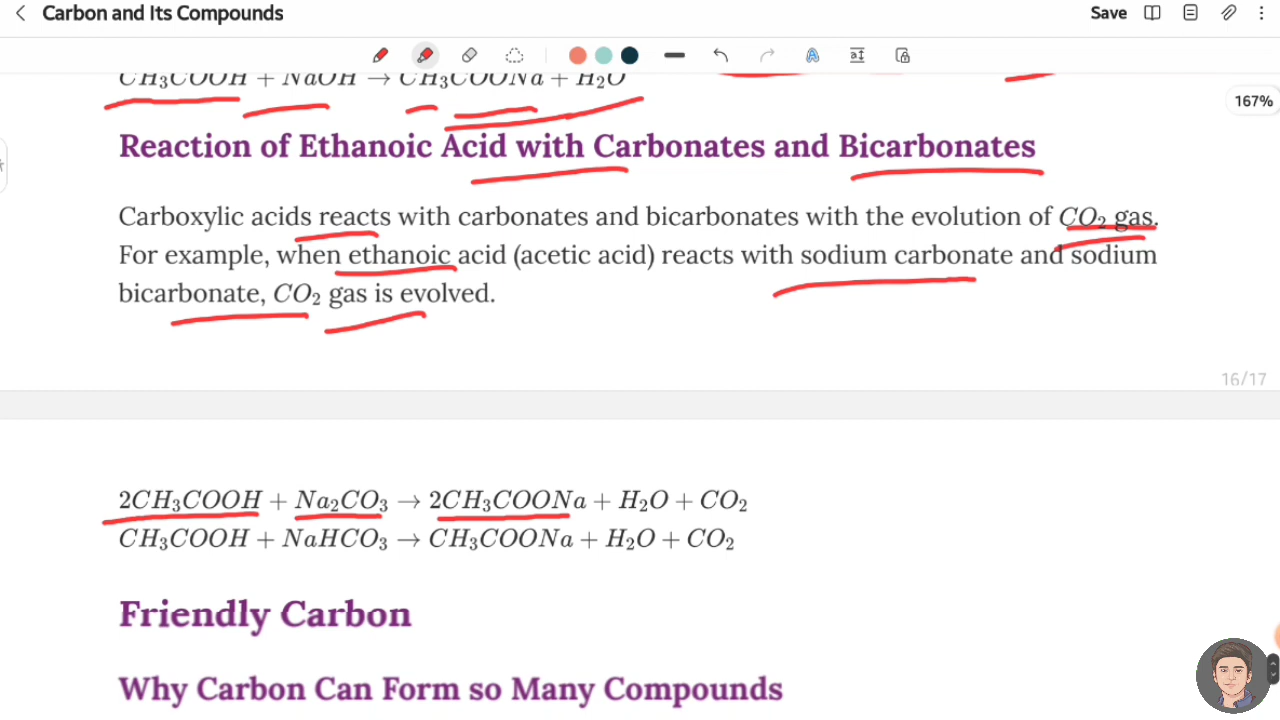 Carbon and Its Compounds
Save
167%
CH₃COOH + NaOH → CH₃COONa + H₂O
Reaction of Ethanoic Acid with Carbonates and Bicarbonates
Carboxylic acids reacts with carbonates and bicarbonates with the evolution of CO₂ gas.
For example, when ethanoic acid (acetic acid) reacts with sodium carbonate and sodium
bicarbonate, CO₂ gas is evolved.
16/17
2CH₃COOH + Na₂CO₃ → 2CH₃COONa + H₂O + CO₂
CH₃COOH + NaHCO₃ → CH₃COONa + H₂O + CO₂
Friendly Carbon
Why Carbon Can Form so Many Compounds